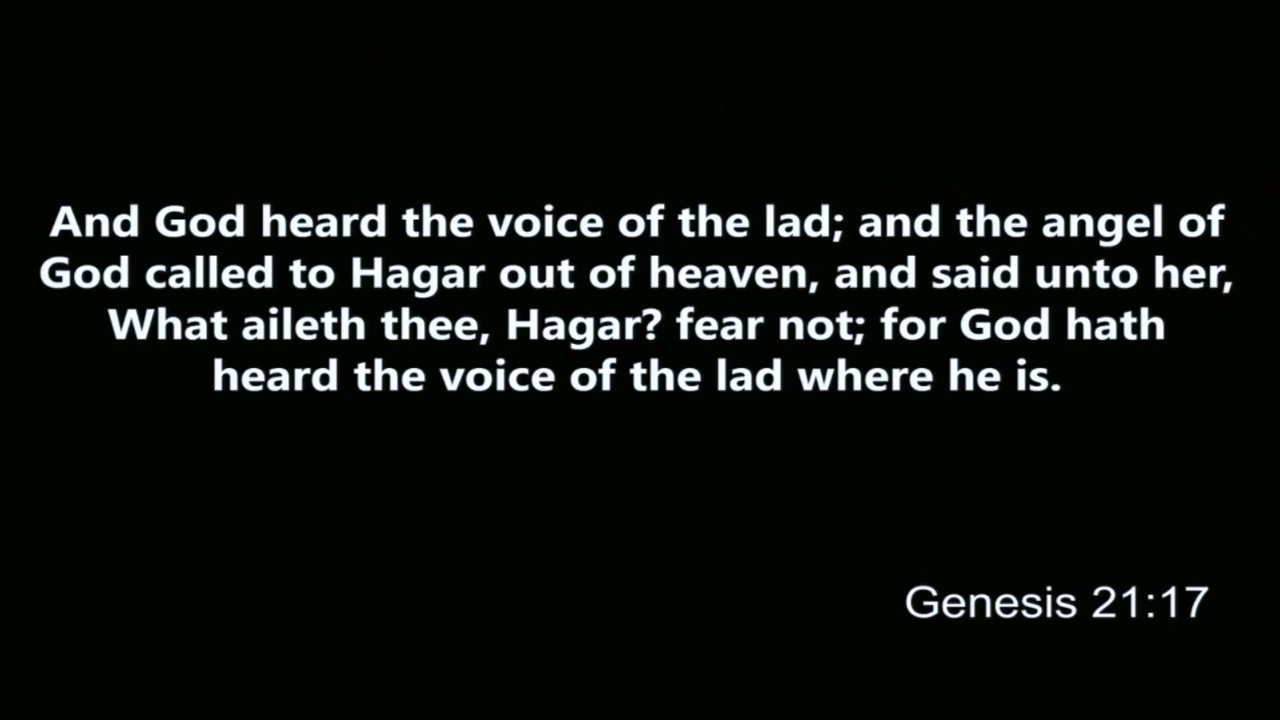 And God heard the voice of the lad; and the angel of
God called to Hagar out of heaven, and said unto her,
What aileth thee, Hagar? fear not; for God hath
heard the voice of the lad where he is.
Genesis 21:17